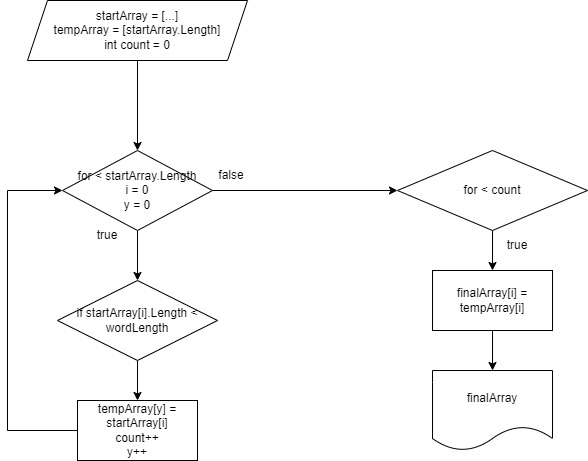 startArray = [...]
tempArray = [startArray.Length]
int count = 0
for < startArray.Length
i = 0
y = 0
false
for < count
true
true
if startArray[i].Length <
wordLength
finalArray[i] =
tempArray[i]
tempArray[y] =
startArray[i]
count++
y++
finalArray